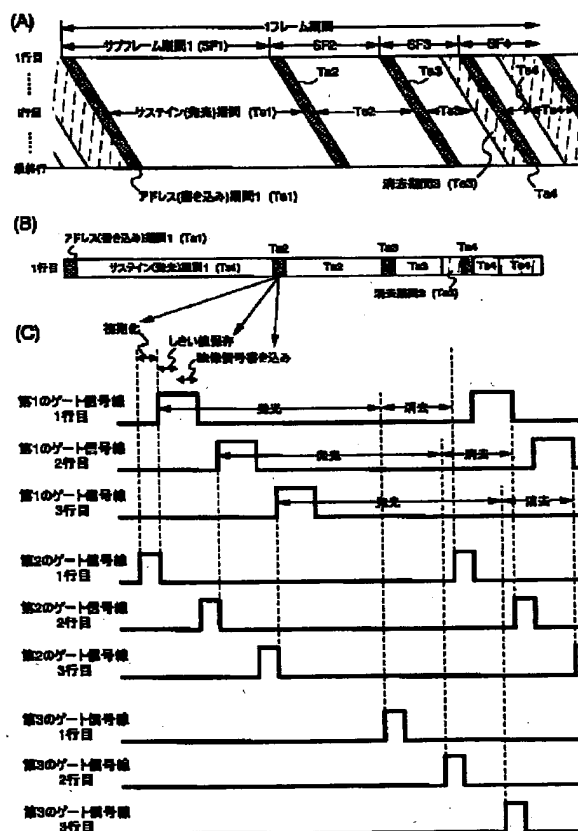 (A)
1フレーム期間
サブフレーム期間1 (SF1)
SF2
SF3
SF4
1行目
Ta2
Ta3
Ts4
i行目
サステイン(発光)期間 (Ts1)
Ts2
Ts3
最終行
アドレス(書き込み)期間1 (Ta1)
消去期間3 (Te3)
Ta4
(B)
アドレス(書き込み)期間1 (Ta1)
Ta2
Ta3
Ta4
1行目
サステイン(発光)期間1 (Ts1)
Ts2
Ts3
Ts4
Te4
消去期間3 (Te3)
(C)
初期化
しきい値保存
映像信号書き込み
第1のゲート信号線
1行目
発光
消去
第1のゲート信号線
2行目
発光
消去
第1のゲート信号線
3行目
発光
消去
第2のゲート信号線
1行目
第2のゲート信号線
2行目
第2のゲート信号線
3行目
第3のゲート信号線
1行目
第3のゲート信号線
2行目
第3のゲート信号線
3行目